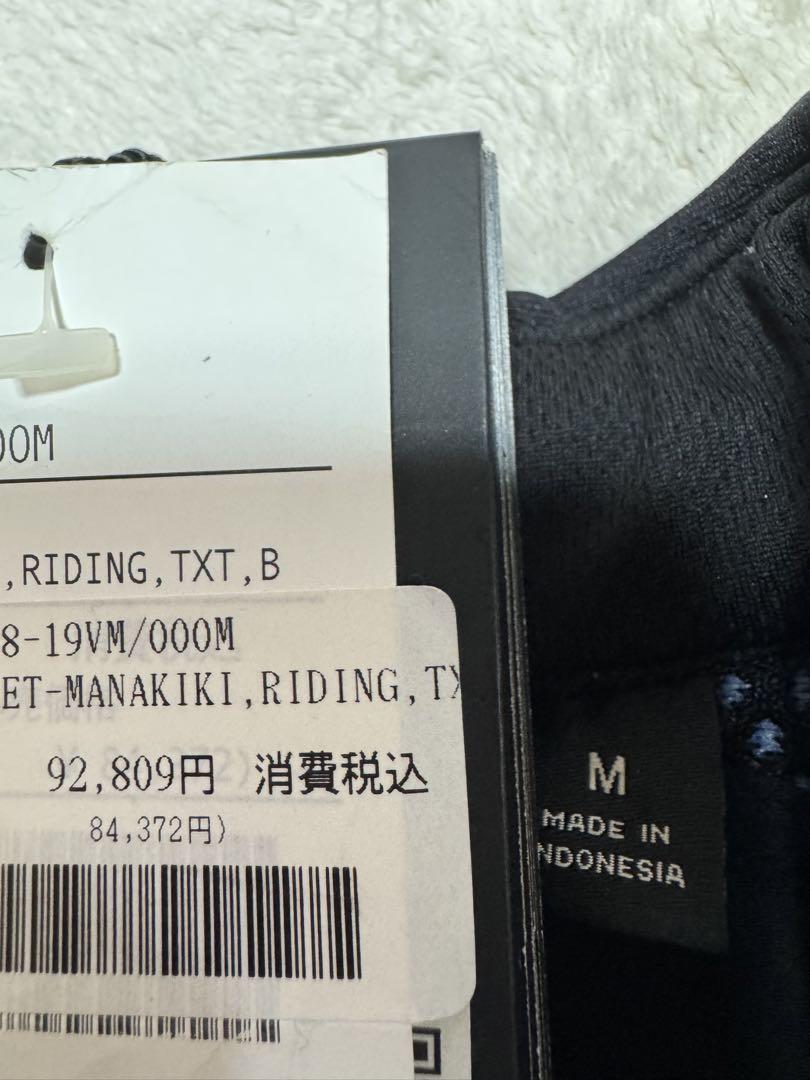 00M
,RIDING,TXT,B
8-19VM/000M
ET-MANAKIKI,RIDING,TX
92,809円 消費税込
84,372円)
M
MADE IN
INDONESIA